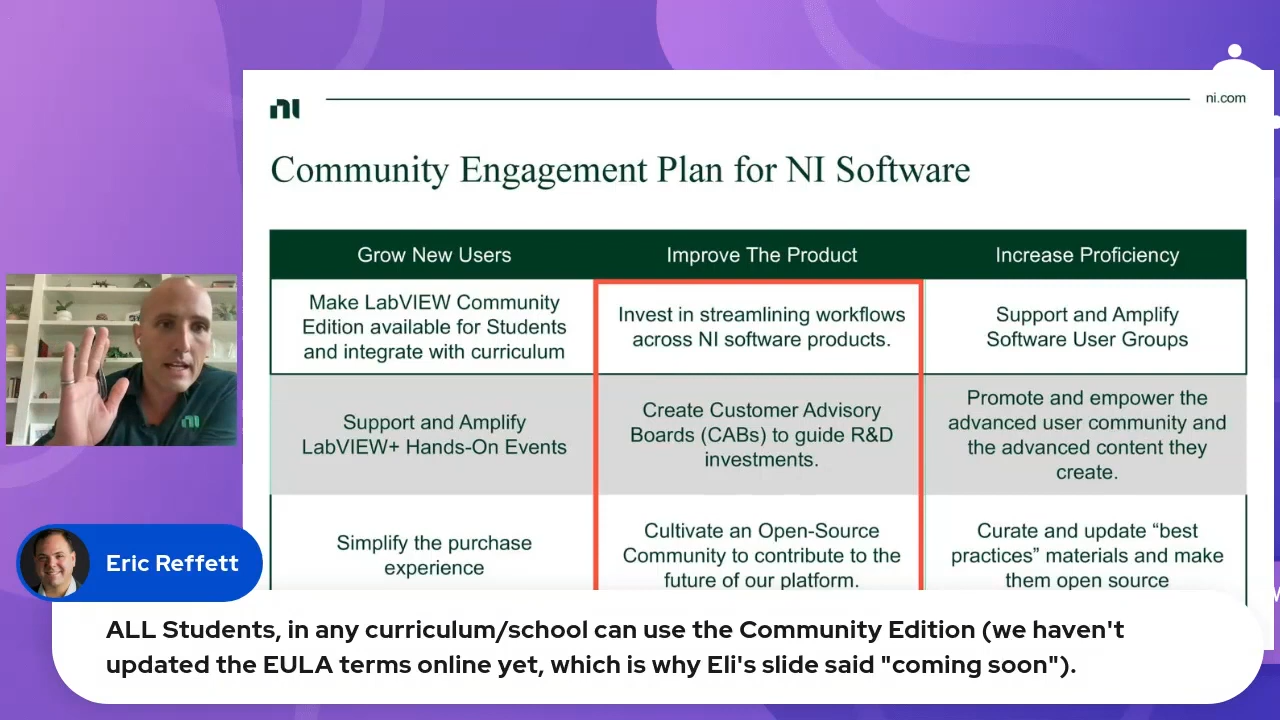 ni
ni.com
Community Engagement Plan for NI Software
Grow New Users
Improve The Product
Increase Proficiency
Make LabVIEW Community
Edition available for Students
and integrate with curriculum
Invest in streamlining workflows
across NI software products.
Support and Amplify
Software User Groups
Support and Amplify
LabVIEW+ Hands-On Events
Create Customer Advisory
Boards (CABs) to guide R&D
investments.
Promote and empower the
advanced user community and
the advanced content they
create.
Simplify the purchase
experience
Cultivate an Open-Source
Community to contribute to the
future of our platform.
Curate and update “best
practices” materials and make
them open source
ni
Eric Reffett
ALL Students, in any curriculum/school can use the Community Edition (we haven't
updated the EULA terms online yet, which is why Eli's slide said "coming soon").